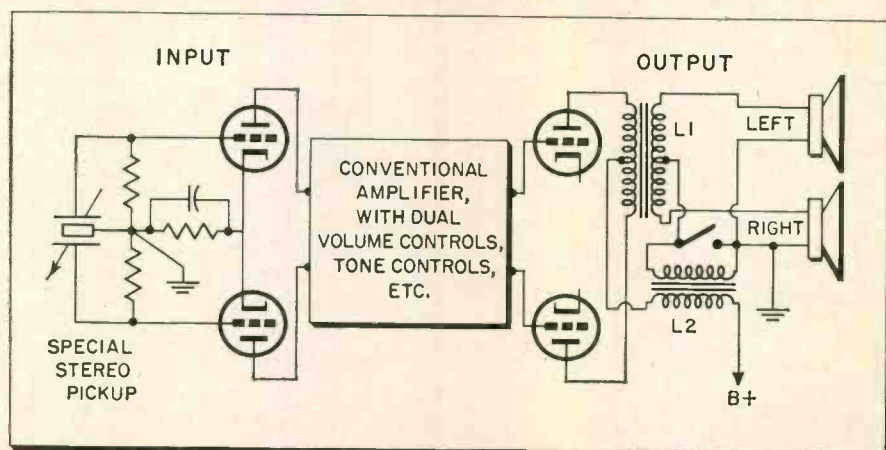 INPUT
OUTPUT
SPECIAL
STEREO
PICKUP
CONVENTIONAL
AMPLIFIER,
WITH DUAL
VOLUME CONTROLS,
TONE CONTROLS,
ETC.
L1
LEFT
RIGHT
L2
B+